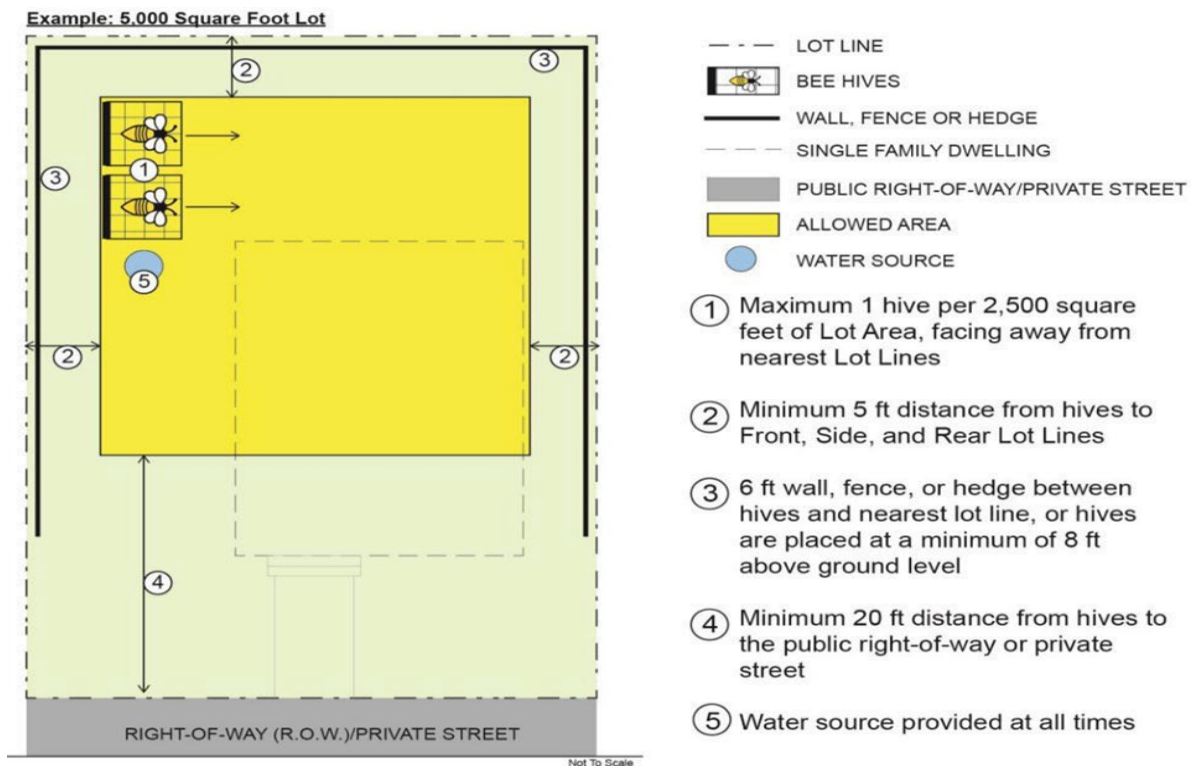 Example: 5,000 Square Foot Lot
2
3
3
1
5
2
2
4
RIGHT-OF-WAY (R.O.W.)/PRIVATE STREET
Not To Scale
LOT LINE
BEE HIVES
WALL, FENCE OR HEDGE
SINGLE FAMILY DWELLING
PUBLIC RIGHT-OF-WAY/PRIVATE STREET
ALLOWED AREA
WATER SOURCE
1 Maximum 1 hive per 2,500 square
feet of Lot Area, facing away from
nearest Lot Lines
2 Minimum 5 ft distance from hives to
Front, Side, and Rear Lot Lines
3 6 ft wall, fence, or hedge between
hives and nearest lot line, or hives
are placed at a minimum of 8 ft
above ground level
4 Minimum 20 ft distance from hives to
the public right-of-way or private
street
5 Water source provided at all times